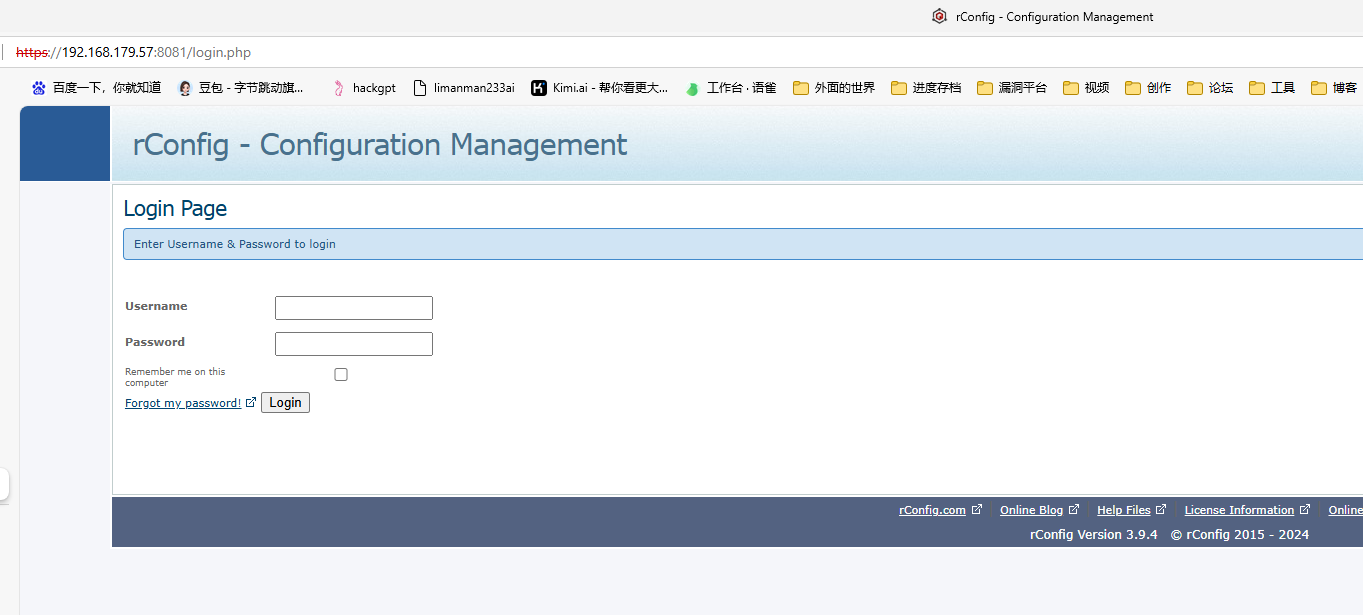 rConfig - Configuration Management
https://192.168.179.57:8081/login.php
百度一下，你就知道 豆包 - 字节跳动旗... hackgpt limanman233ai Kimi.ai - 帮你看更大... 工作台 · 语雀 外面的世界 进度存档 漏洞平台 视频 创作 论坛 工具 博客
rConfig - Configuration Management
Login Page
Enter Username & Password to login
Username
Password
Remember me on this
computer
Forgot my password! Login
rConfig.com Online Blog Help Files License Information Online
rConfig Version 3.9.4 © rConfig 2015 - 2024